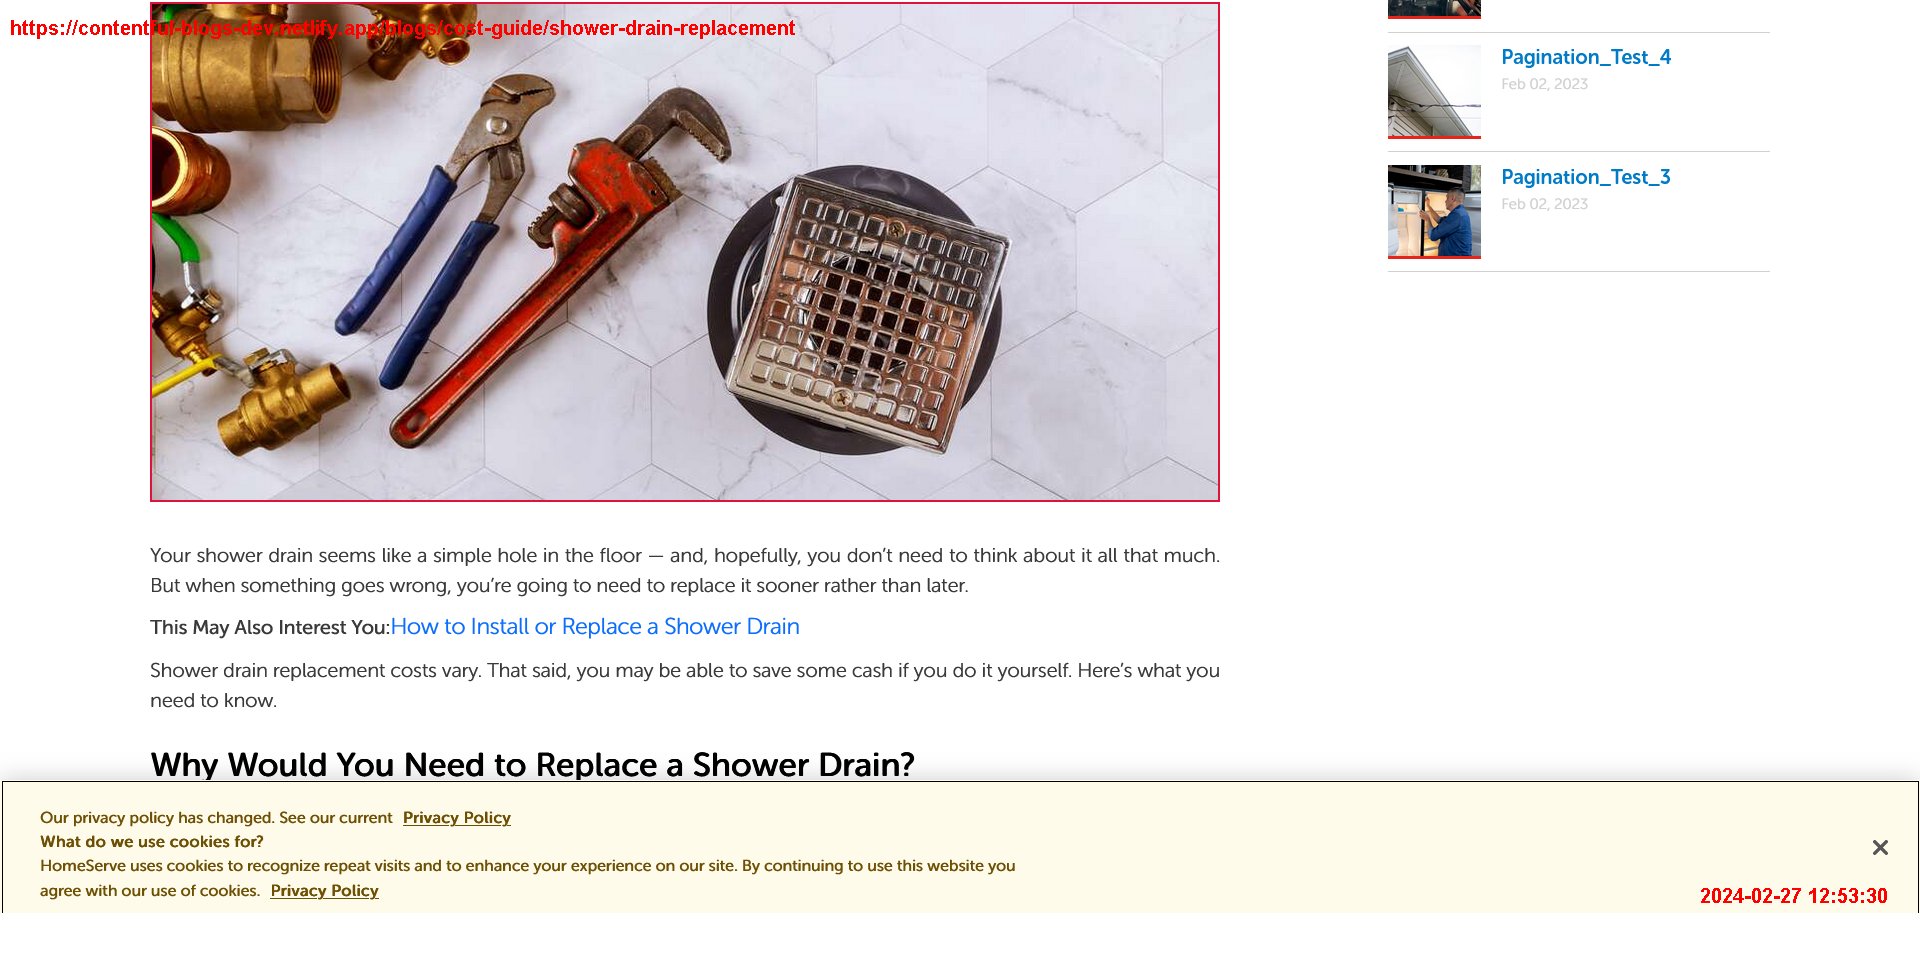 https://contentful-blogs-dev.netlify.app/blogs/cost-guide/shower-drain-replacement
Pagination_Test_4
Feb 02, 2023
Pagination_Test_3
Feb 02, 2023
Your shower drain seems like a simple hole in the floor — and, hopefully, you don’t need to think about it all that much.
But when something goes wrong, you’re going to need to replace it sooner rather than later.
This May Also Interest You:How to Install or Replace a Shower Drain
Shower drain replacement costs vary. That said, you may be able to save some cash if you do it yourself. Here’s what you
need to know.
Why Would You Need to Replace a Shower Drain?
Our privacy policy has changed. See our current Privacy Policy
What do we use cookies for?
HomeServe uses cookies to recognize repeat visits and to enhance your experience on our site. By continuing to use this website you
agree with our use of cookies. Privacy Policy
2024-02-27 12:53:30